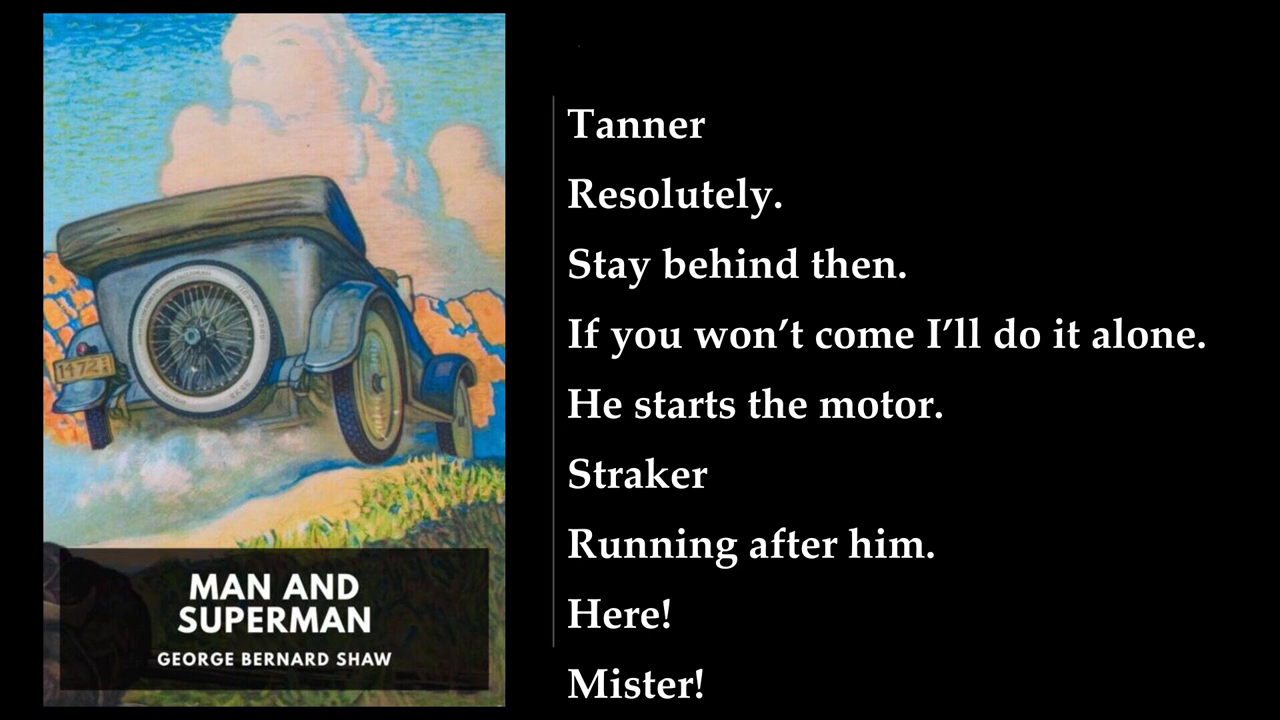 1472
MAN AND
SUPERMAN
GEORGE BERNARD SHAW
Tanner
Resolutely.
Stay behind then.
If you won’t come I’ll do it alone.
He starts the motor.
Straker
Running after him.
Here!
Mister!